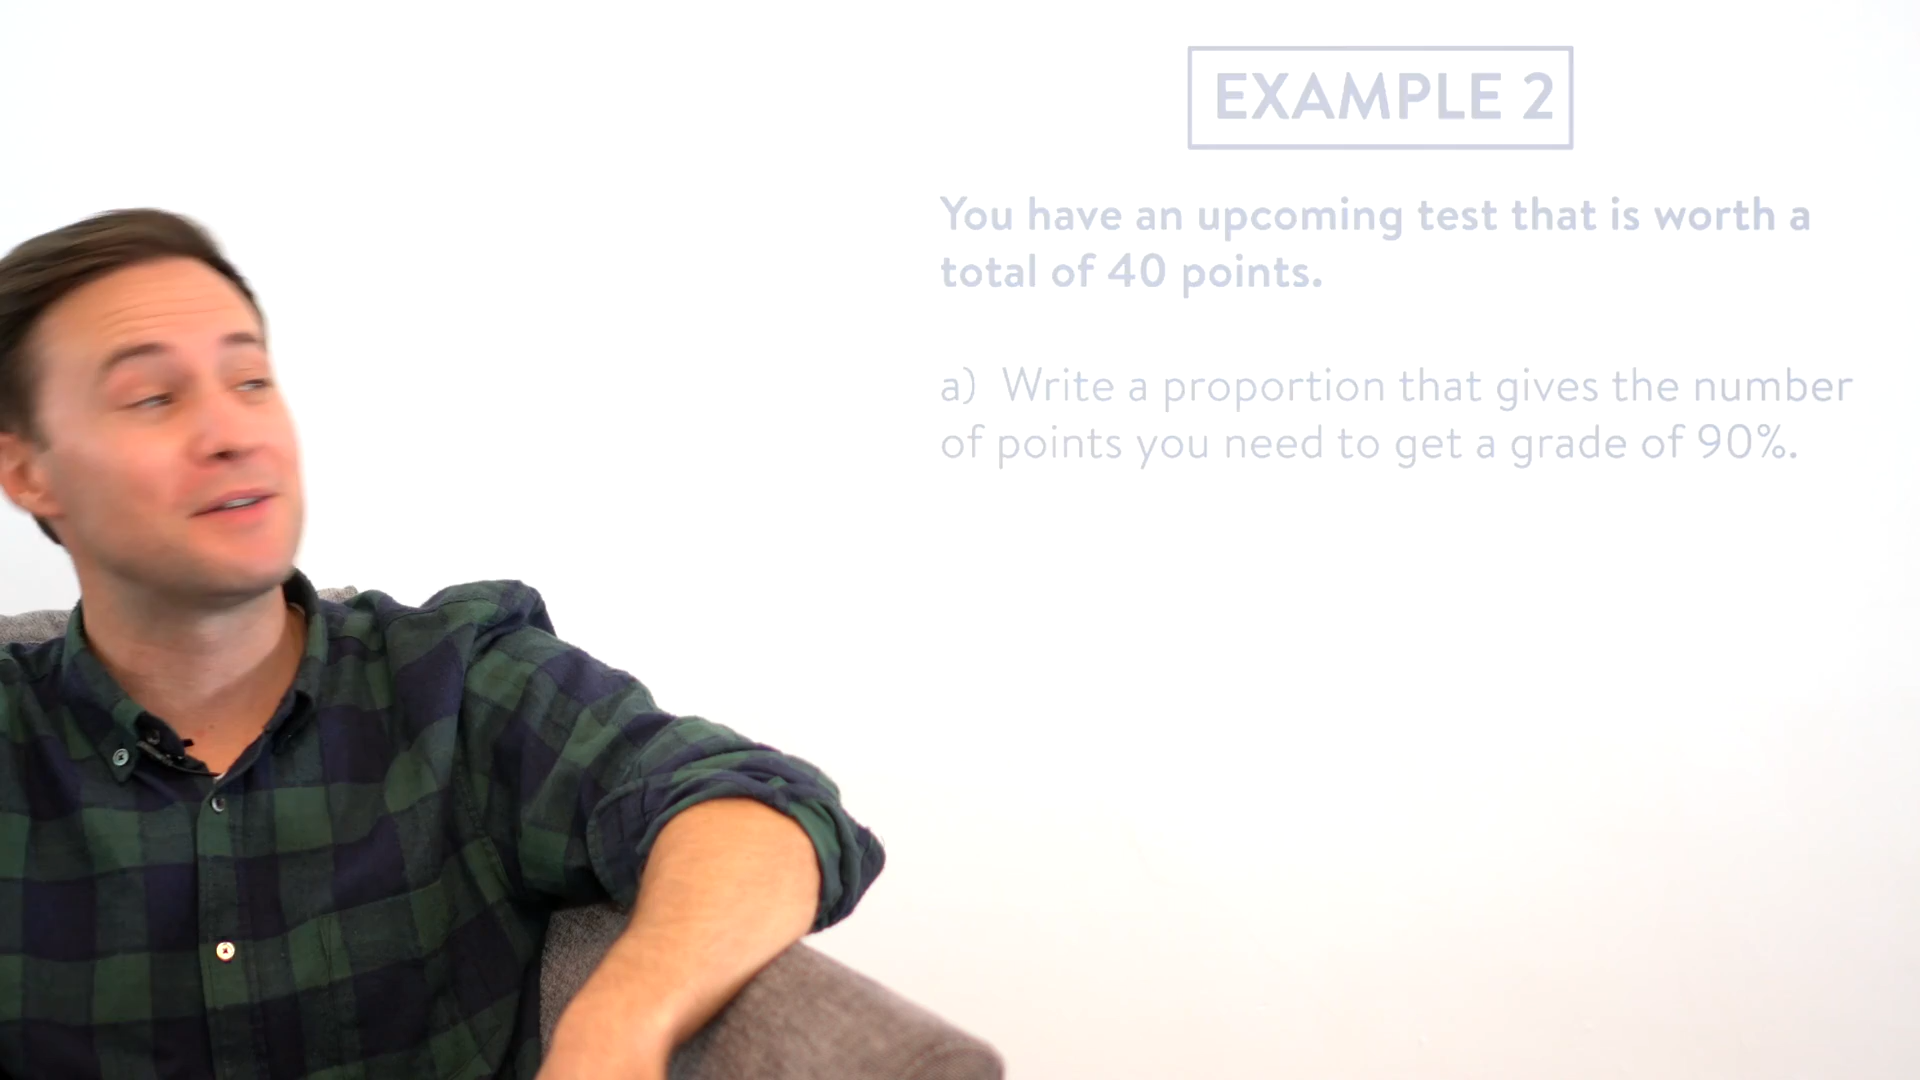 EXAMPLE 2
You have an upcoming test that is worth a
total of 40 points.
a) Write a proportion that gives the number
of points you need to get a grade of 90%.